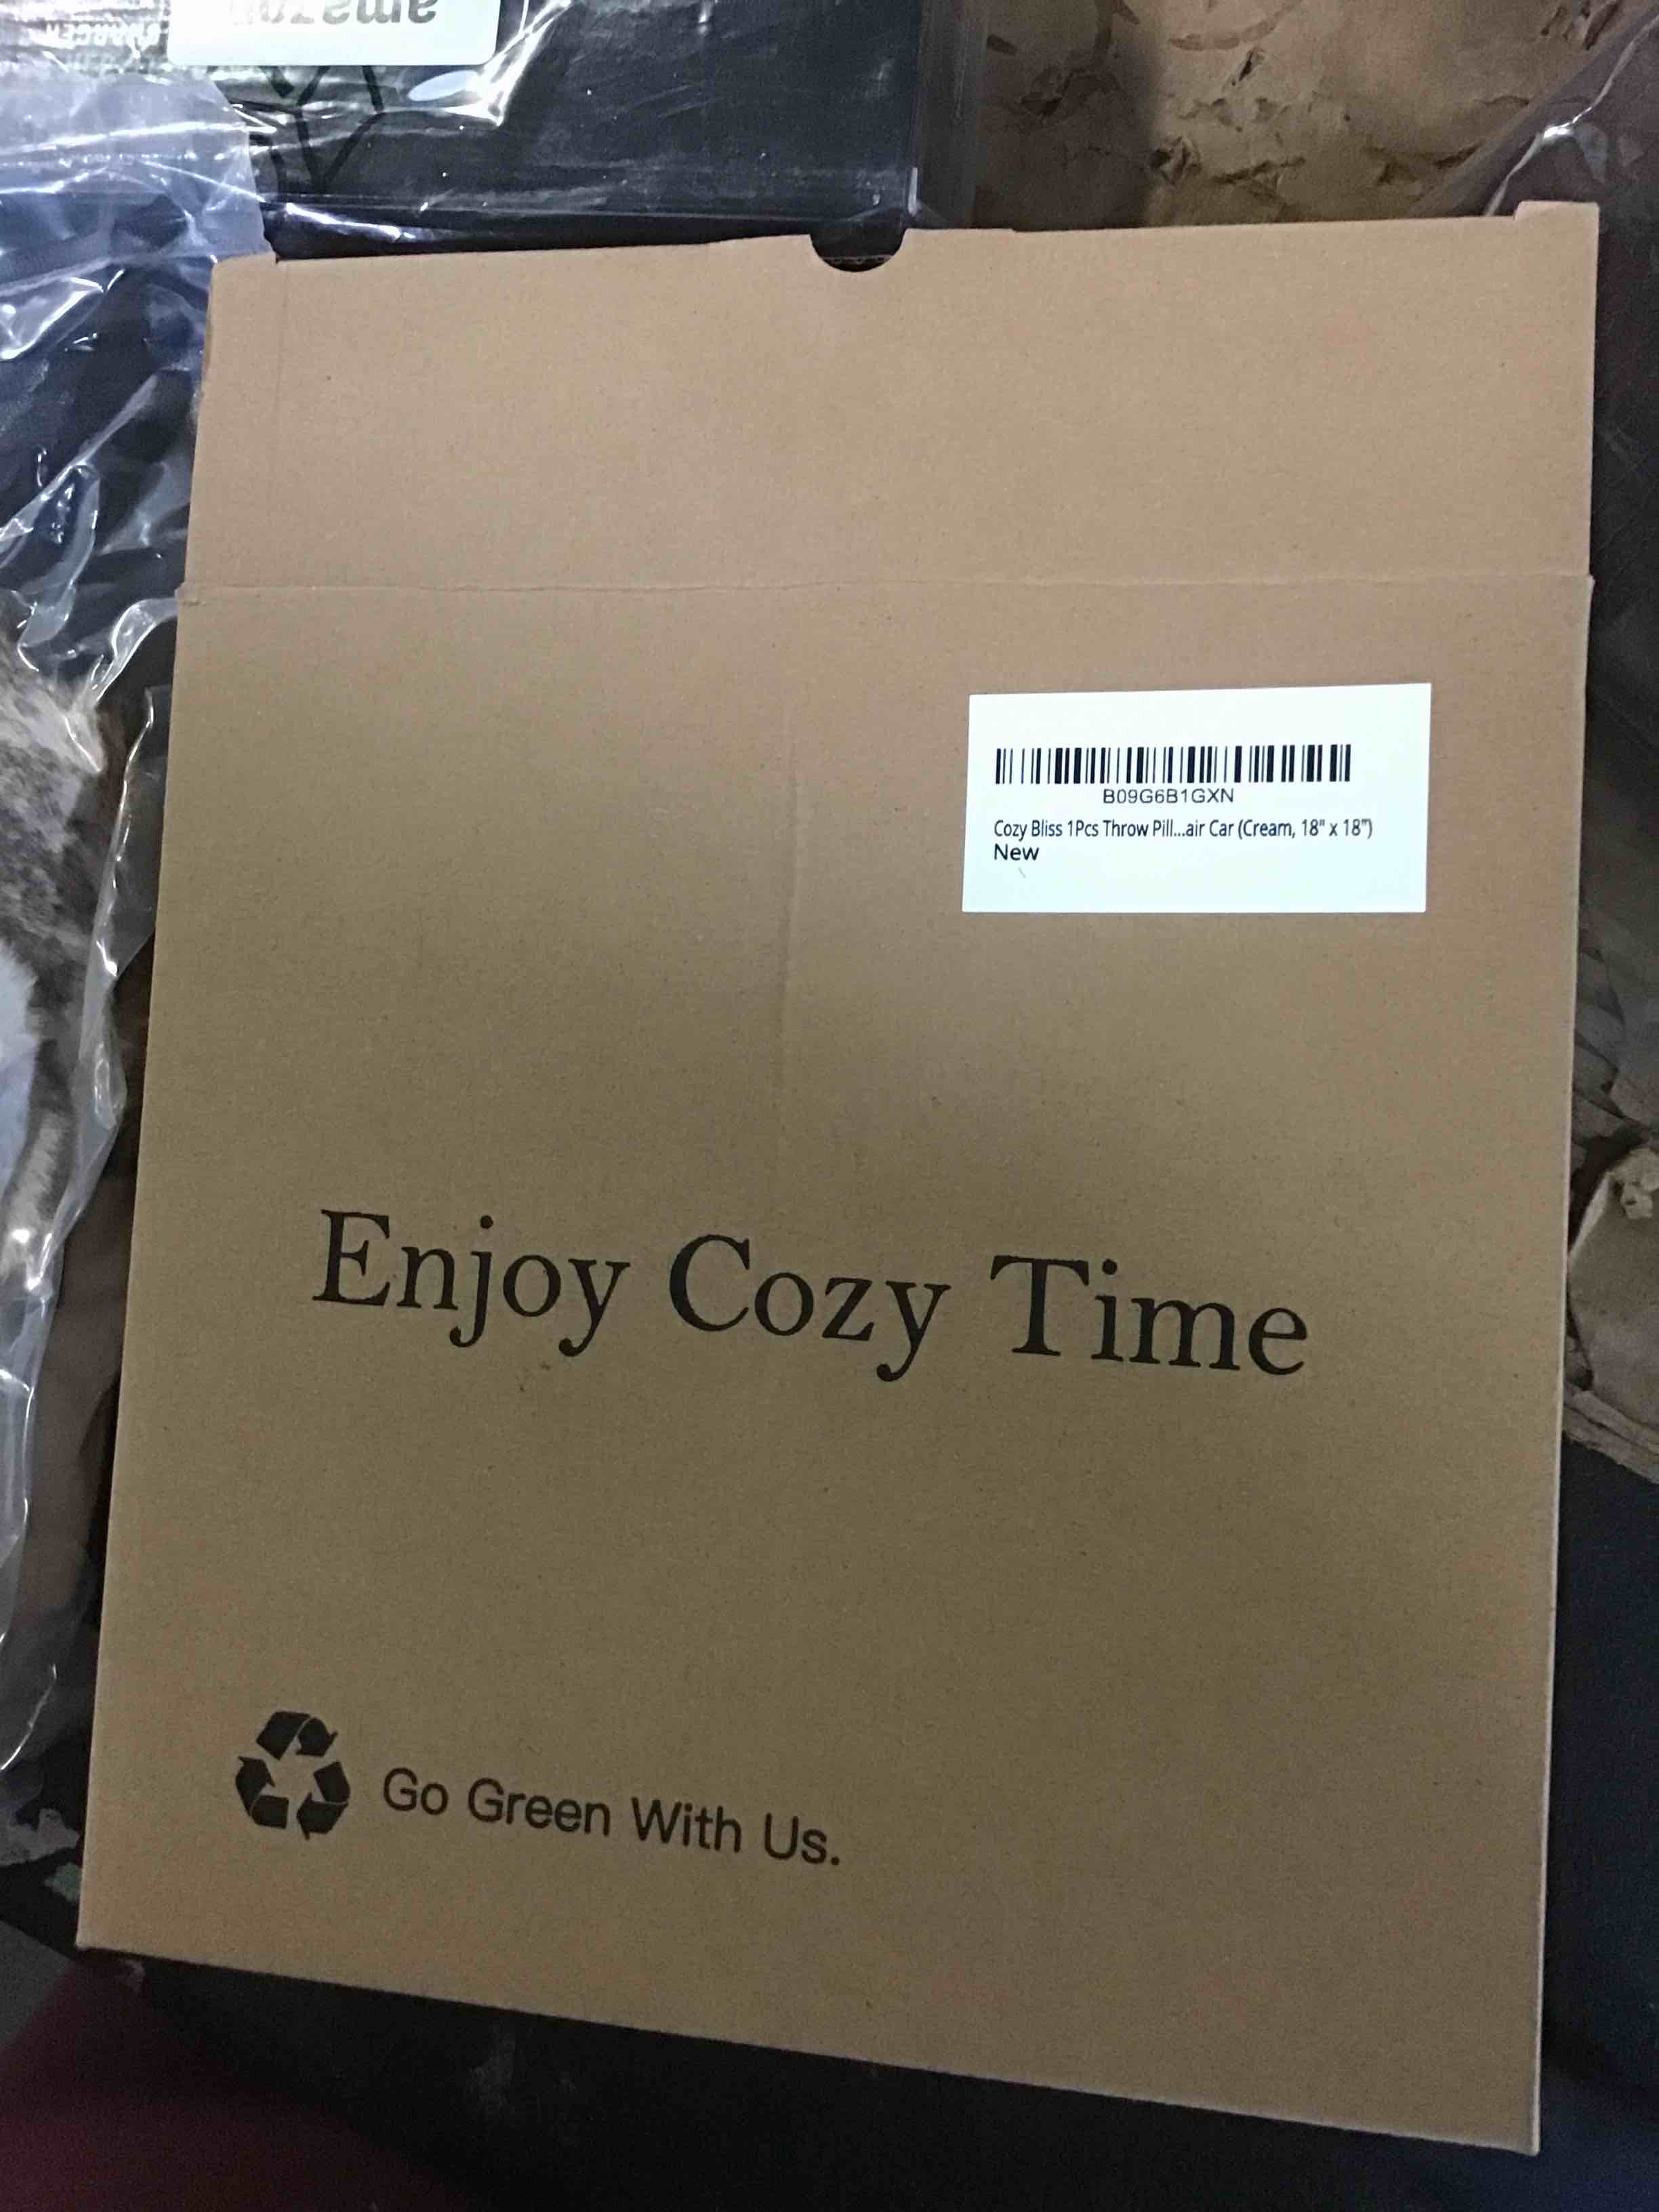 amazon
B09G6B1GXN
Cozy Bliss 1Pcs Throw Pill...air Car (Cream, 18" x 18")
New
Enjoy Cozy Time
Go Green With Us.